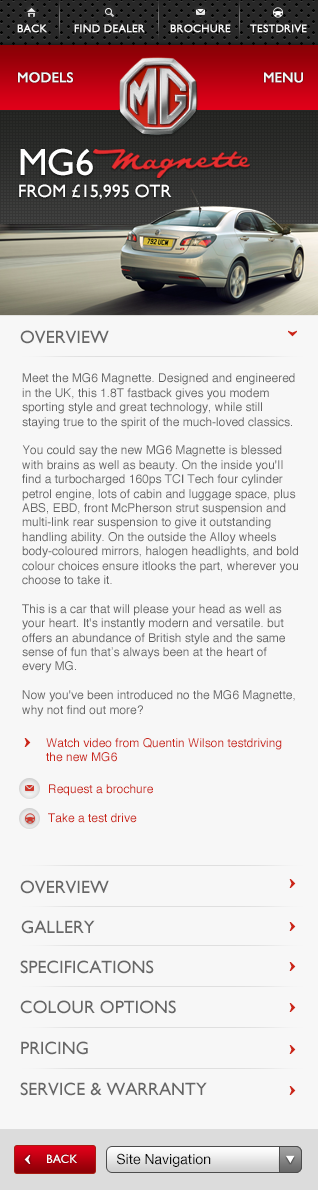 BACK FIND DEALER BROCHURE TESTDRIVE
MODELS MG MENU
MG6 Magnette
FROM £15,995 OTR
792 UCW
OVERVIEW
Meet the MG6 Magnette. Designed and engineered
in the UK, this 1.8T fastback gives you modern
sporting style and great technology, while still
staying true to the spirit of the much-loved classics.
You could say the new MG6 Magnette is blessed
with brains as well as beauty. On the inside you'll
find a turbocharged 160ps TCI Tech four cylinder
petrol engine, lots of cabin and luggage space, plus
ABS, EBD, front McPherson strut suspension and
multi-link rear suspension to give it outstanding
handling ability. On the outside the Alloy wheels
body-coloured mirrors, halogen headlights, and bold
colour choices ensure itlooks the part, wherever you
choose to take it.
This is a car that will please your head as well as
your heart. It's instantly modern and versatile. but
offers an abundance of British style and the same
sense of fun that's always been at the heart of
every MG.
Now you've been introduced no the MG6 Magnette,
why not find out more?
Watch video from Quentin Wilson testdriving
the new MG6
Request a brochure
Take a test drive
OVERVIEW
GALLERY
SPECIFICATIONS
COLOUR OPTIONS
PRICING
SERVICE & WARRANTY
BACK Site Navigation